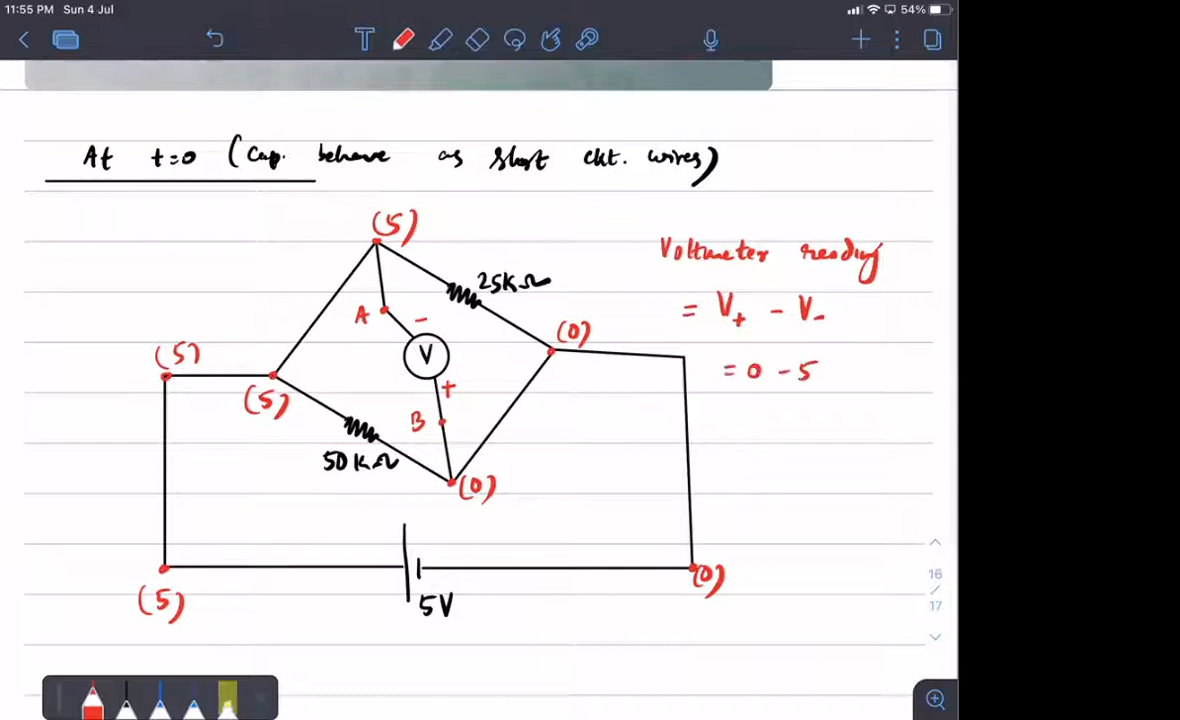 11:55 PM Sun 4 Jul
54%
T
At t=0 (Cap. behave as short ckt. wires)
(5)
25KΩ
Voltmeter reading
A -
= V+ - V-
(0)
(5)
V
= 0 - 5
(5)
+
B
50KΩ
(0)
16
/
17
(0)
(5)
5V